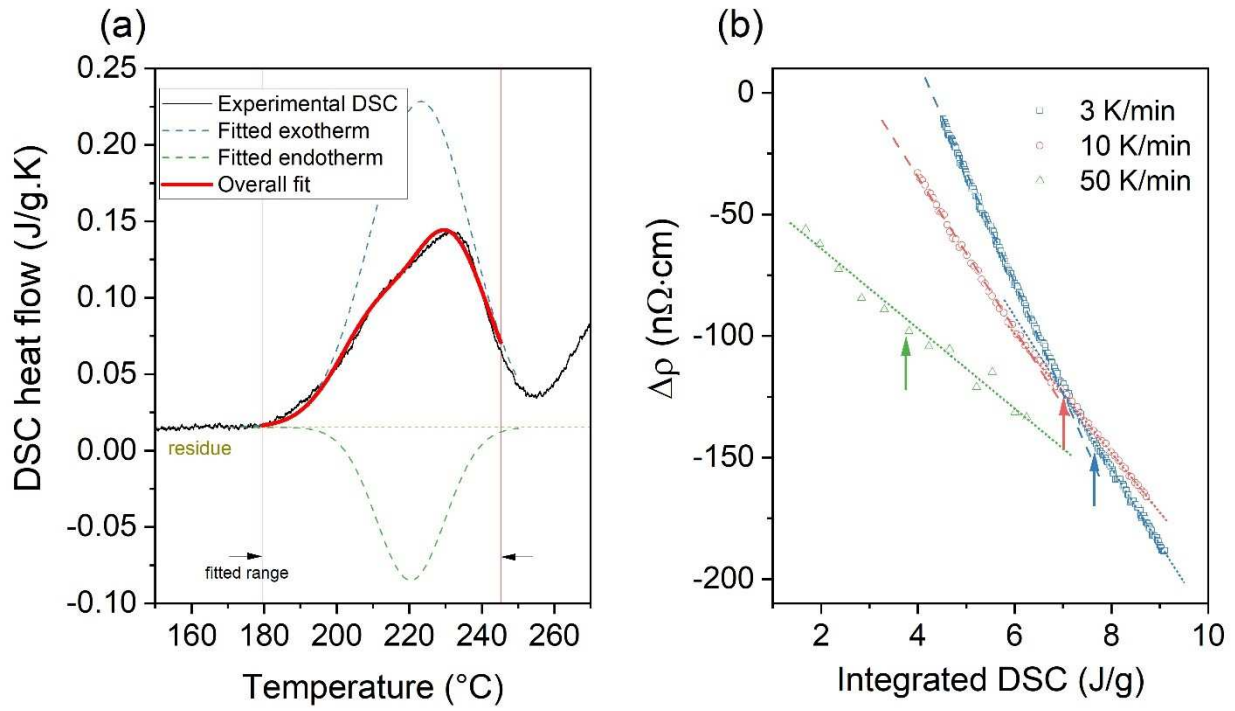 (a)
DSC heat flow (J/g.K)
0.25
0.20
0.15
0.10
0.05
0.00
-0.05
-0.10
Experimental DSC
Fitted exotherm
Fitted endotherm
Overall fit
residue
fitted range
160 180 200 220 240 260
Temperature (°C)
(b)
Δρ (nΩ·cm)
0
-50
-100
-150
-200
3 K/min
10 K/min
50 K/min
2 4 6 8 10
Integrated DSC (J/g)